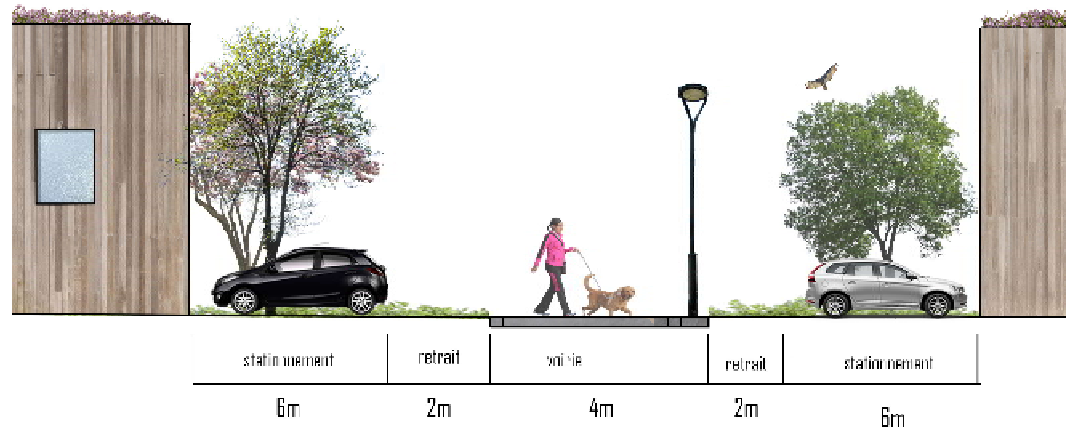 stationnement retrait voirie retrait stationnement
6m 2m 4m 2m 6m